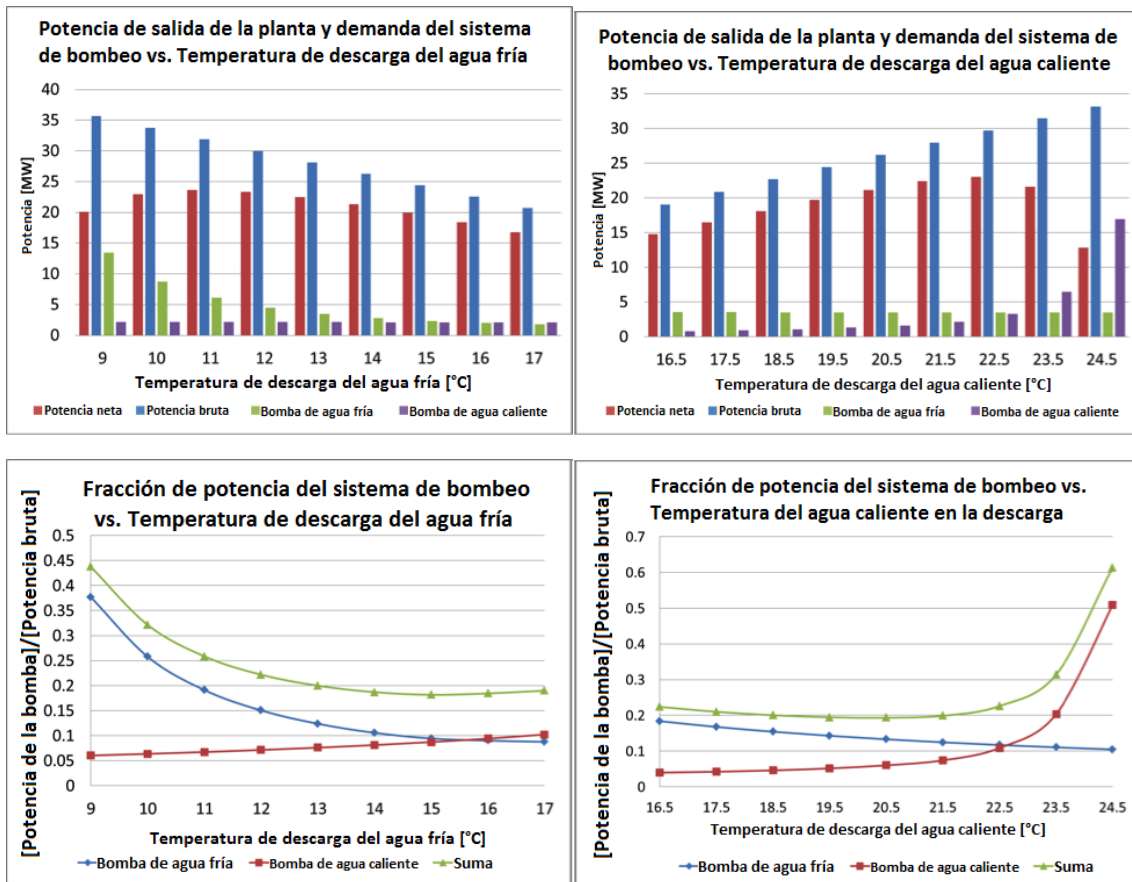 Potencia de salida de la planta y demanda del sistema
de bombeo vs. Temperatura de descarga del agua fría
Potencia [MW]
40
35
30
25
20
15
10
5
0
9 10 11 12 13 14 15 16 17
Temperatura de descarga del agua fría [°C]
Potencia neta Potencia bruta Bomba de agua fría Bomba de agua caliente
Potencia de salida de la planta y demanda del sistema de
bombeo vs. Temperatura de descarga del agua caliente
Potencia [MW]
35
30
25
20
15
10
5
0
16.5 17.5 18.5 19.5 20.5 21.5 22.5 23.5 24.5
Temperatura de descarga del agua caliente [°C]
Potencia neta Potencia bruta Bomba de agua fría Bomba de agua caliente
Fracción de potencia del sistema de bombeo
vs. Temperatura de descarga del agua fría
[Potencia de la bomba]/[Potencia bruta]
0.5
0.45
0.4
0.35
0.3
0.25
0.2
0.15
0.1
0.05
0
9 10 11 12 13 14 15 16 17
Temperatura de descarga del agua fría [°C]
Bomba de agua fría Bomba de agua caliente Suma
Fracción de potencia del sistema de bombeo vs.
Temperatura del agua caliente en la descarga
[Potencia de la bomba]/[Potencia bruta]
0.7
0.6
0.5
0.4
0.3
0.2
0.1
0
16.5 17.5 18.5 19.5 20.5 21.5 22.5 23.5 24.5
Temperatura de descarga del agua caliente [°C]
Bomba de agua fría Bomba de agua caliente Suma